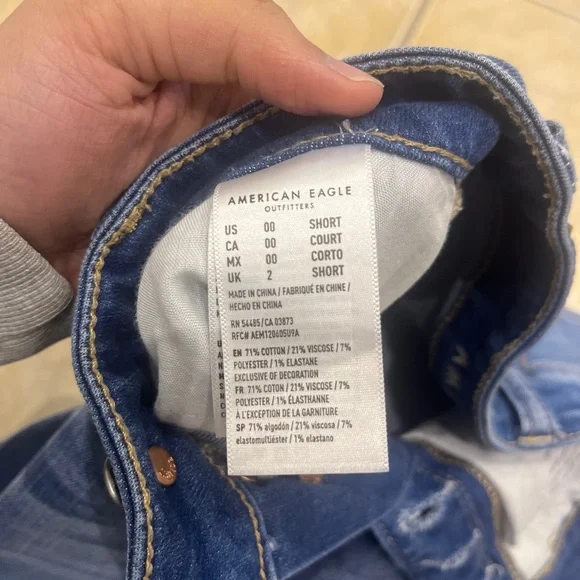 AMERICAN EAGLE
OUTFITTERS
US 00 SHORT
CA 00 COURT
MX 00 CORTO
UK 2 SHORT
MADE IN CHINA / FABRIQUÉ EN CHINE /
HECHO EN CHINA
RN 54485/CA 03873
RFC# AEM120605U9A
EN 71% COTTON / 21% VISCOSE / 7%
POLYESTER / 1% ELASTANE
EXCLUSIVE OF DECORATION
FR 71% COTON / 21% VISCOSE / 7%
POLYESTER / 1% ÉLASTHANNE
À L'EXCEPTION DE LA GARNITURE
SP 71% algodón / 21% viscosa / 7%
elastomultiéster / 1% elastano